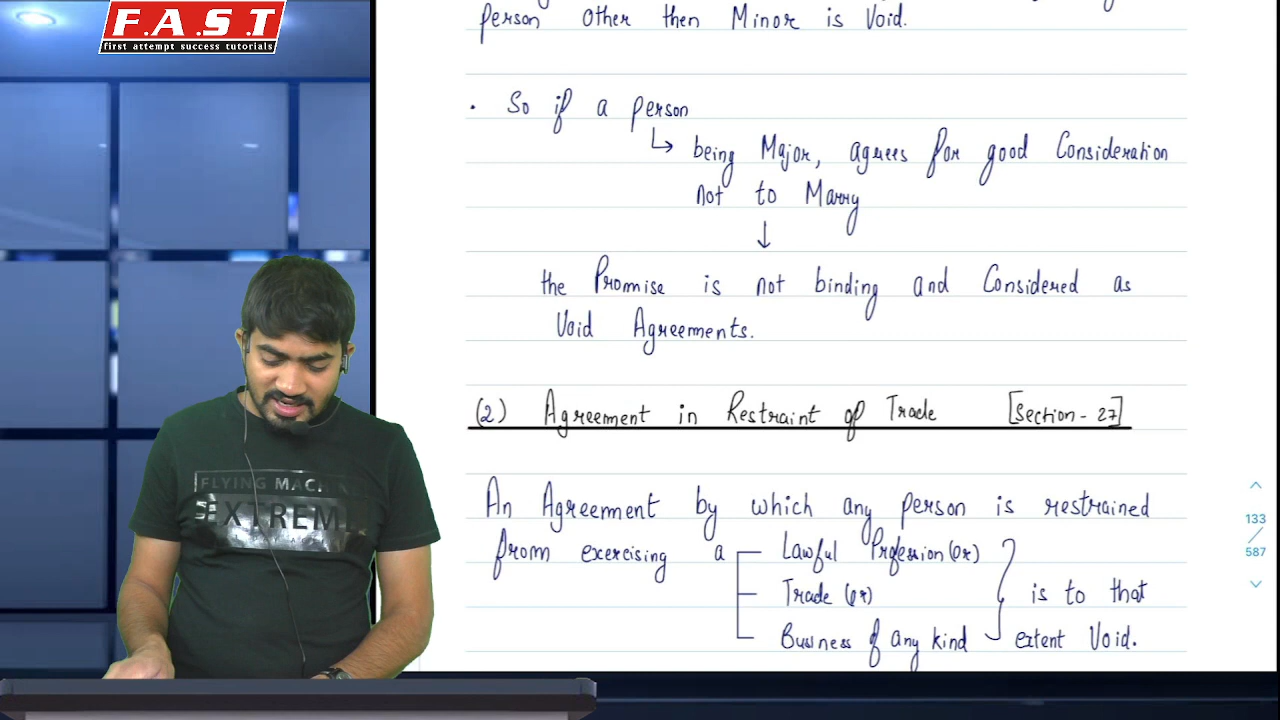 F.A.S.T
first attempt success tutorials
person other then Minor is Void.
· So if a person
↳ being Major, agrees for good Consideration
not to Marry
↓
the Promise is not binding and Considered as
Void Agreements.
(2) Agreement in Restraint of Trade [Section-27]
An Agreement by which any person is restrained
from exercising a Lawful Profession (or)
Trade (or) is to that
Business of any kind extent Void.
133
/
587
FLYING MACH
EXTREM